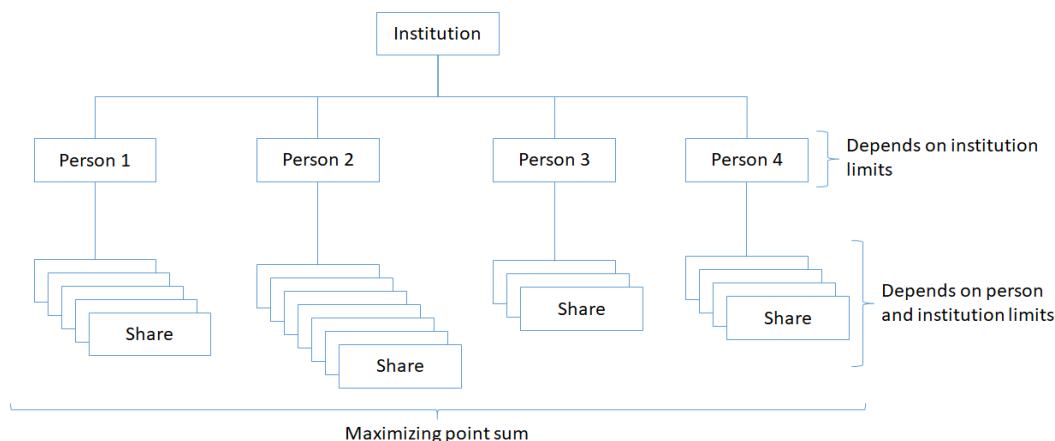 Institution
Person 1
Person 2
Person 3
Person 4
Depends on institution
limits
Share
Share
Share
Share
Depends on person
and institution limits
Maximizing point sum